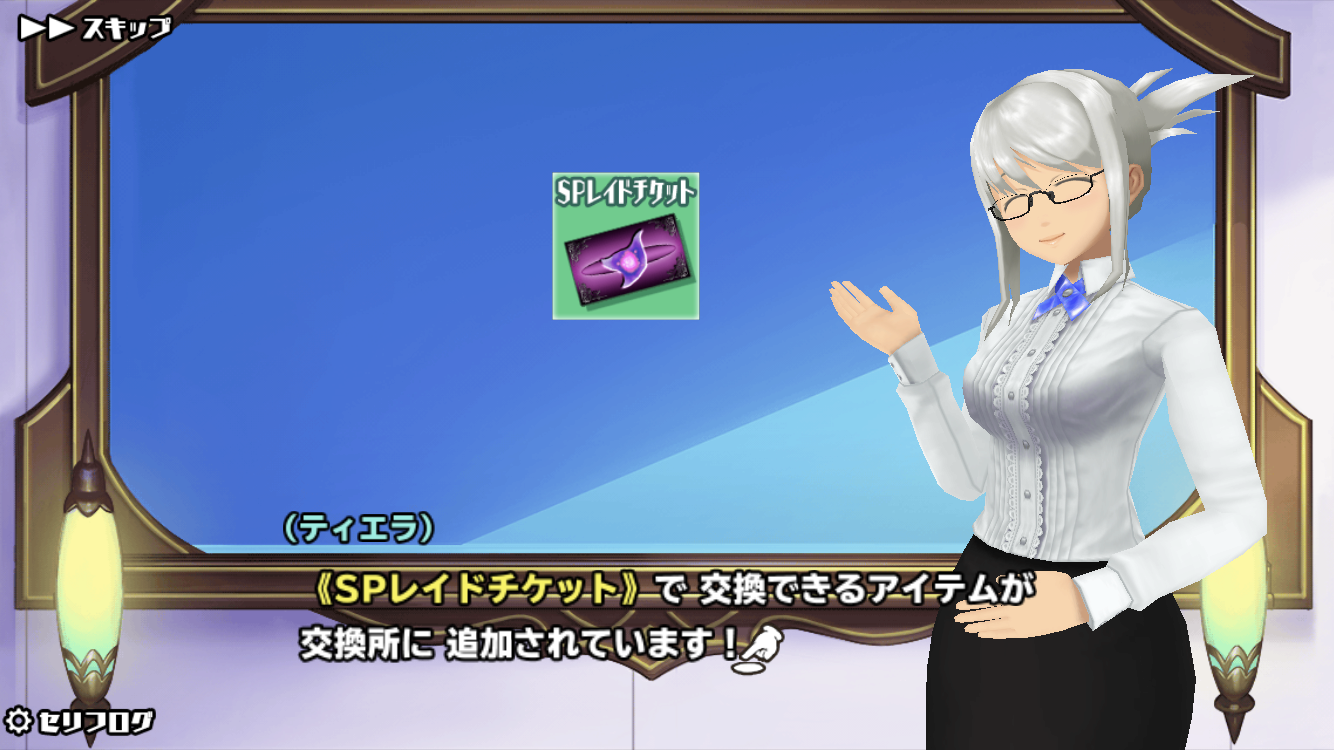 スキップ
SPレイドチケット
（ティエラ）
《SPレイドチケット》で 交換できるアイテムが
交換所に 追加されています！
セリフログ